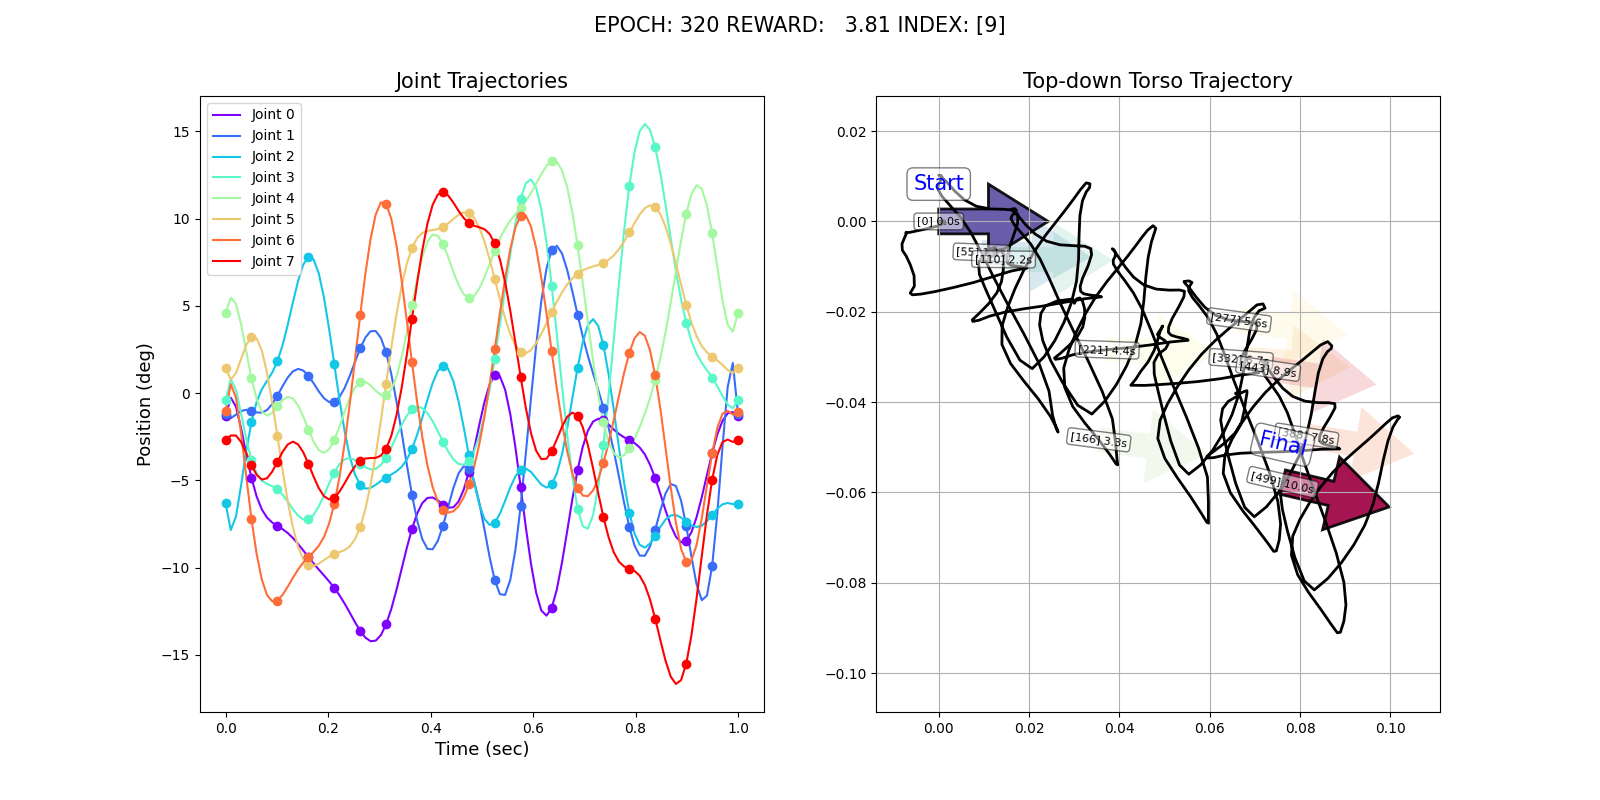 EPOCH: 320 REWARD:   3.81 INDEX: [9]
Joint Trajectories
Position (deg)
15
10
5
0
−5
−10
−15
0.0
0.2
0.4
0.6
0.8
1.0
Time (sec)
Joint 0
Joint 1
Joint 2
Joint 3
Joint 4
Joint 5
Joint 6
Joint 7
Top-down Torso Trajectory
0.02
0.00
−0.02
−0.04
−0.06
−0.08
−0.10
0.00
0.02
0.04
0.06
0.08
0.10
Start
[0] 0.0s
[110] 2.2s
[277] 5.6s
[221] 4.4s
[443] 8.9s
[166] 3.3s
Final
[499] 10.0s